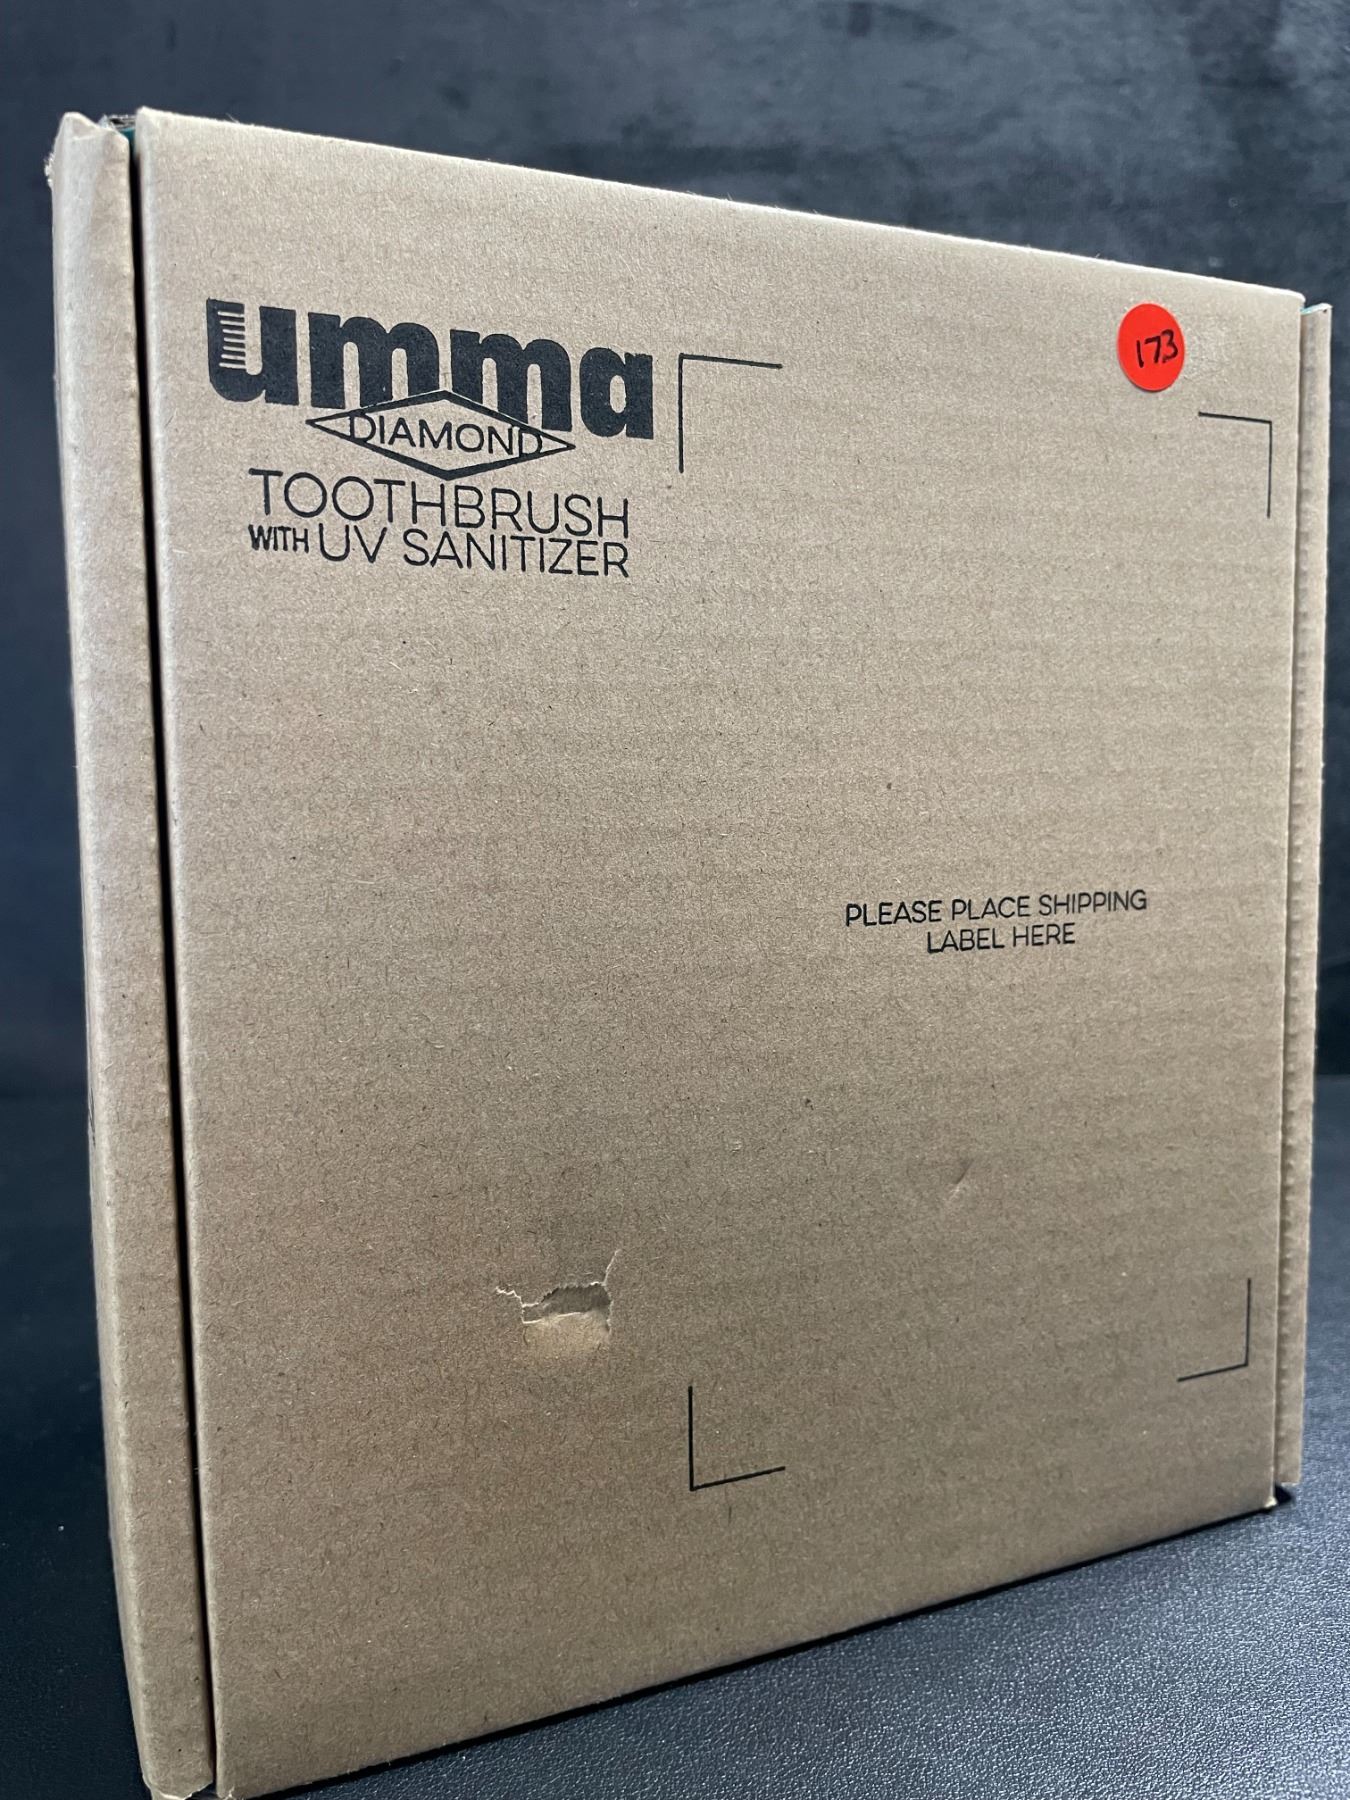 umma
DIAMOND
TOOTHBRUSH
WITH UV SANITIZER
173
PLEASE PLACE SHIPPING
LABEL HERE